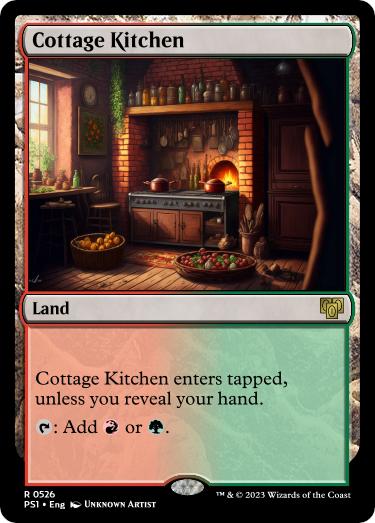 Cottage Kitchen
Land
Cottage Kitchen enters tapped,
unless you reveal your hand.
: Add or .
R 0526
PS1 • Eng Unknown Artist
™ & © 2023 Wizards of the Coast